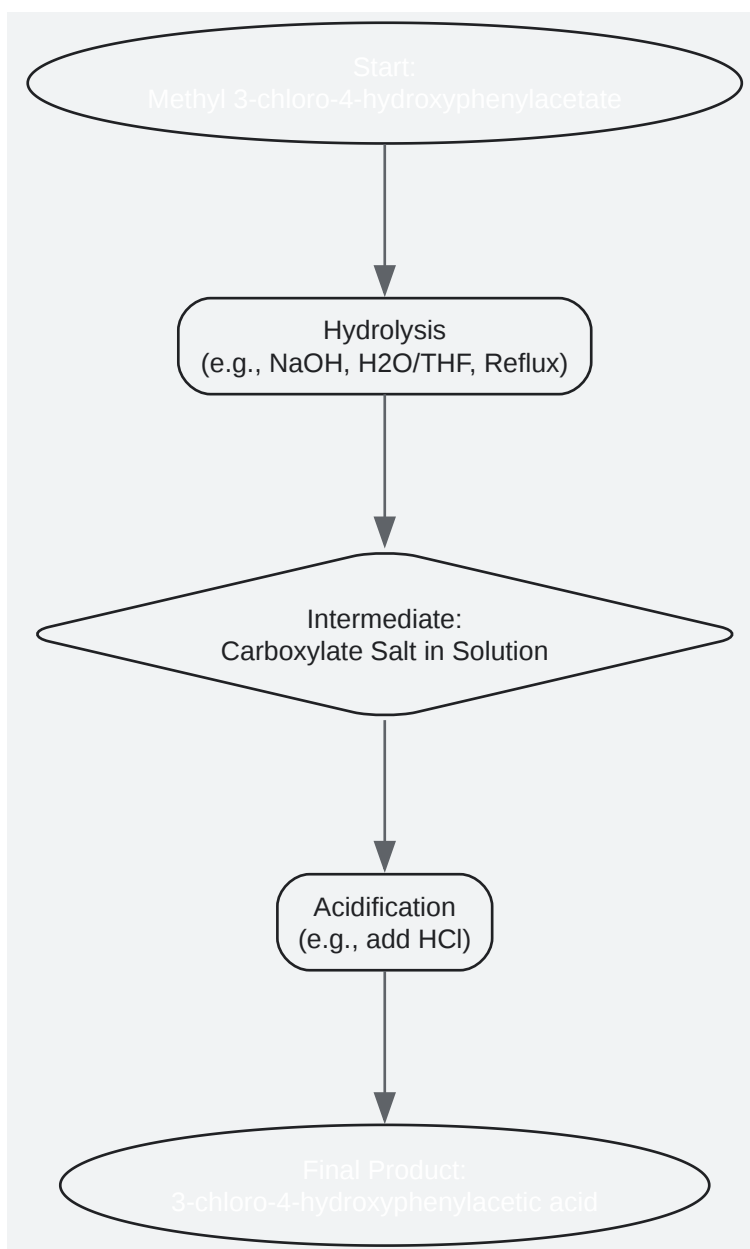 Start:
Methyl 3-chloro-4-hydroxyphenylacetate
Hydrolysis
(e.g., NaOH, H2O/THF, Reflux)
Intermediate:
Carboxylate Salt in Solution
Acidification
(e.g., add HCl)
Final Product:
3-chloro-4-hydroxyphenylacetic acid